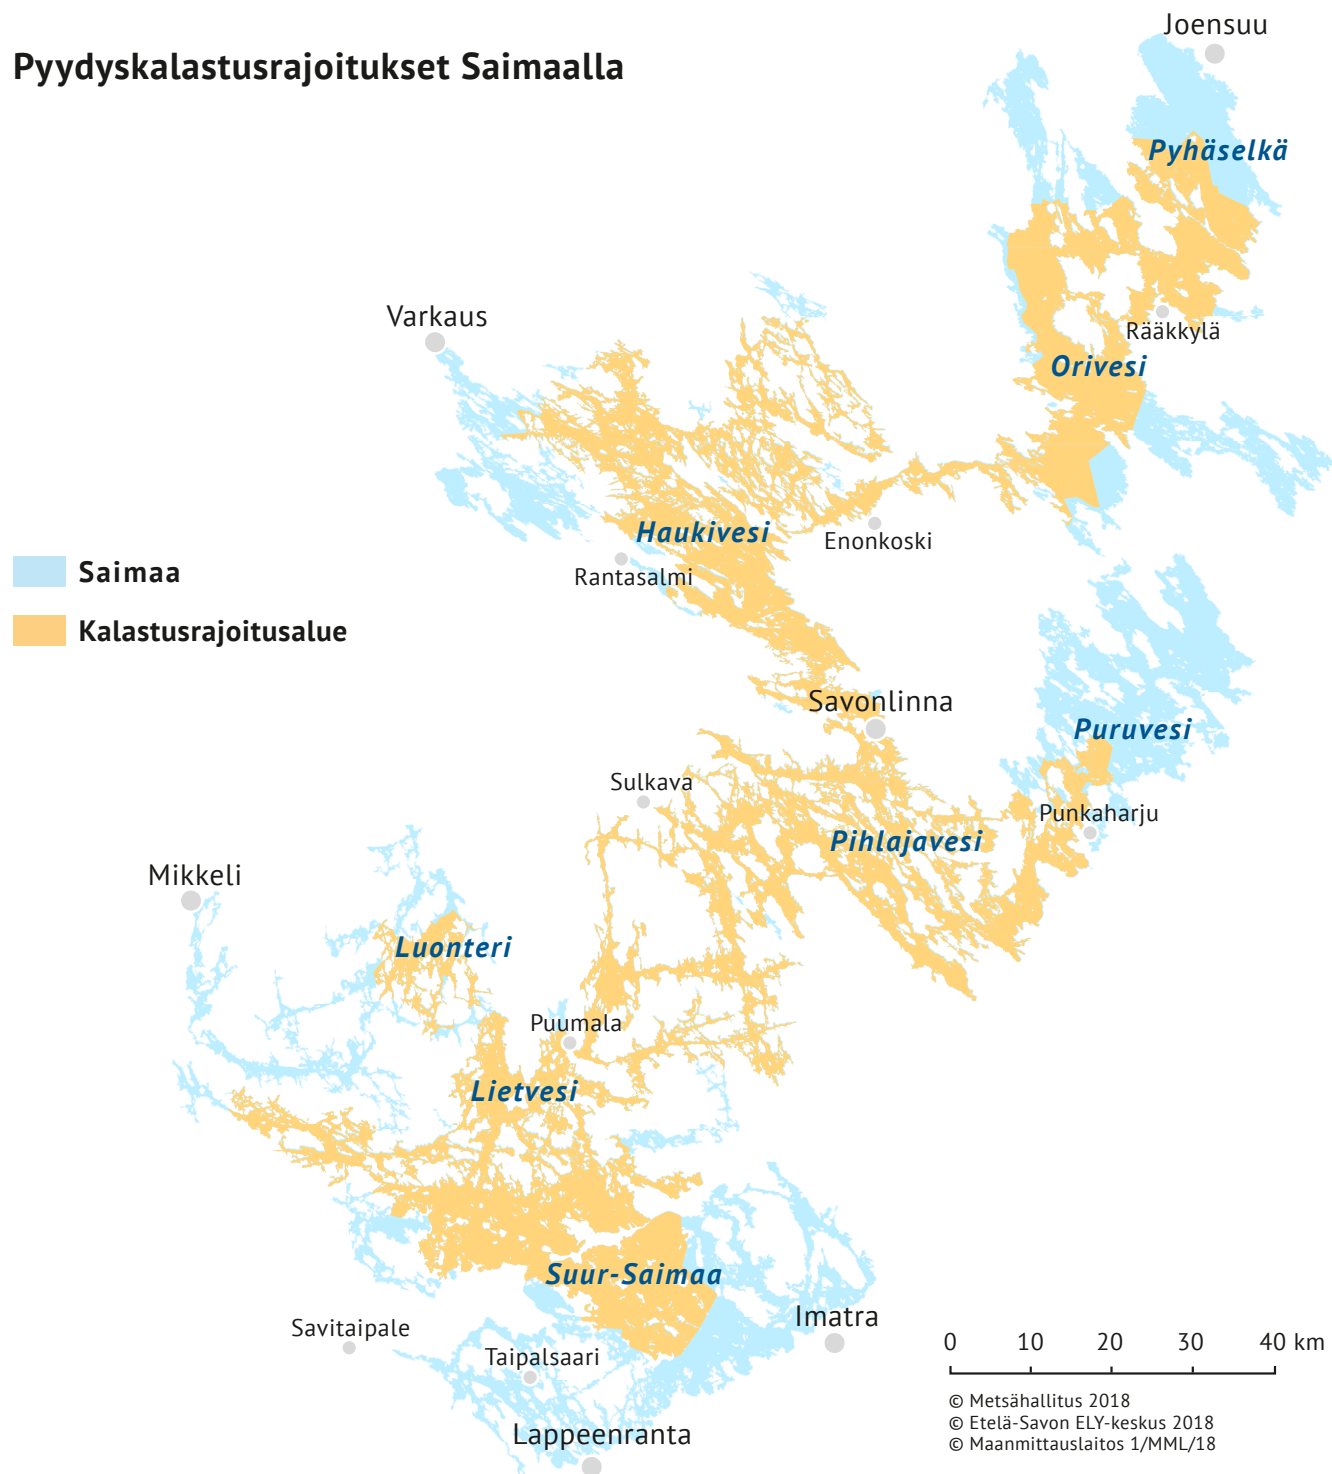 Joensuu
Pyydyskalastusrajoitukset Saimaalla
Pyhäselkä
Varkaus
Rääkkylä
Orivesi
Haukivesi
Enonkoski
Rantasalmi
Saimaa
Kalastusrajoitusalue
Savonlinna
Puruvesi
Sulkava
Punkaharju
Pihlajavesi
Mikkeli
Luonteri
Puumala
Lietvesi
Suur-Saimaa
Imatra
Savitaipale
Taipalsaari
Lappeenranta
0 10 20 30 40 km
© Metsähallitus 2018
© Etelä-Savon ELY-keskus 2018
© Maanmittauslaitos 1/MML/18